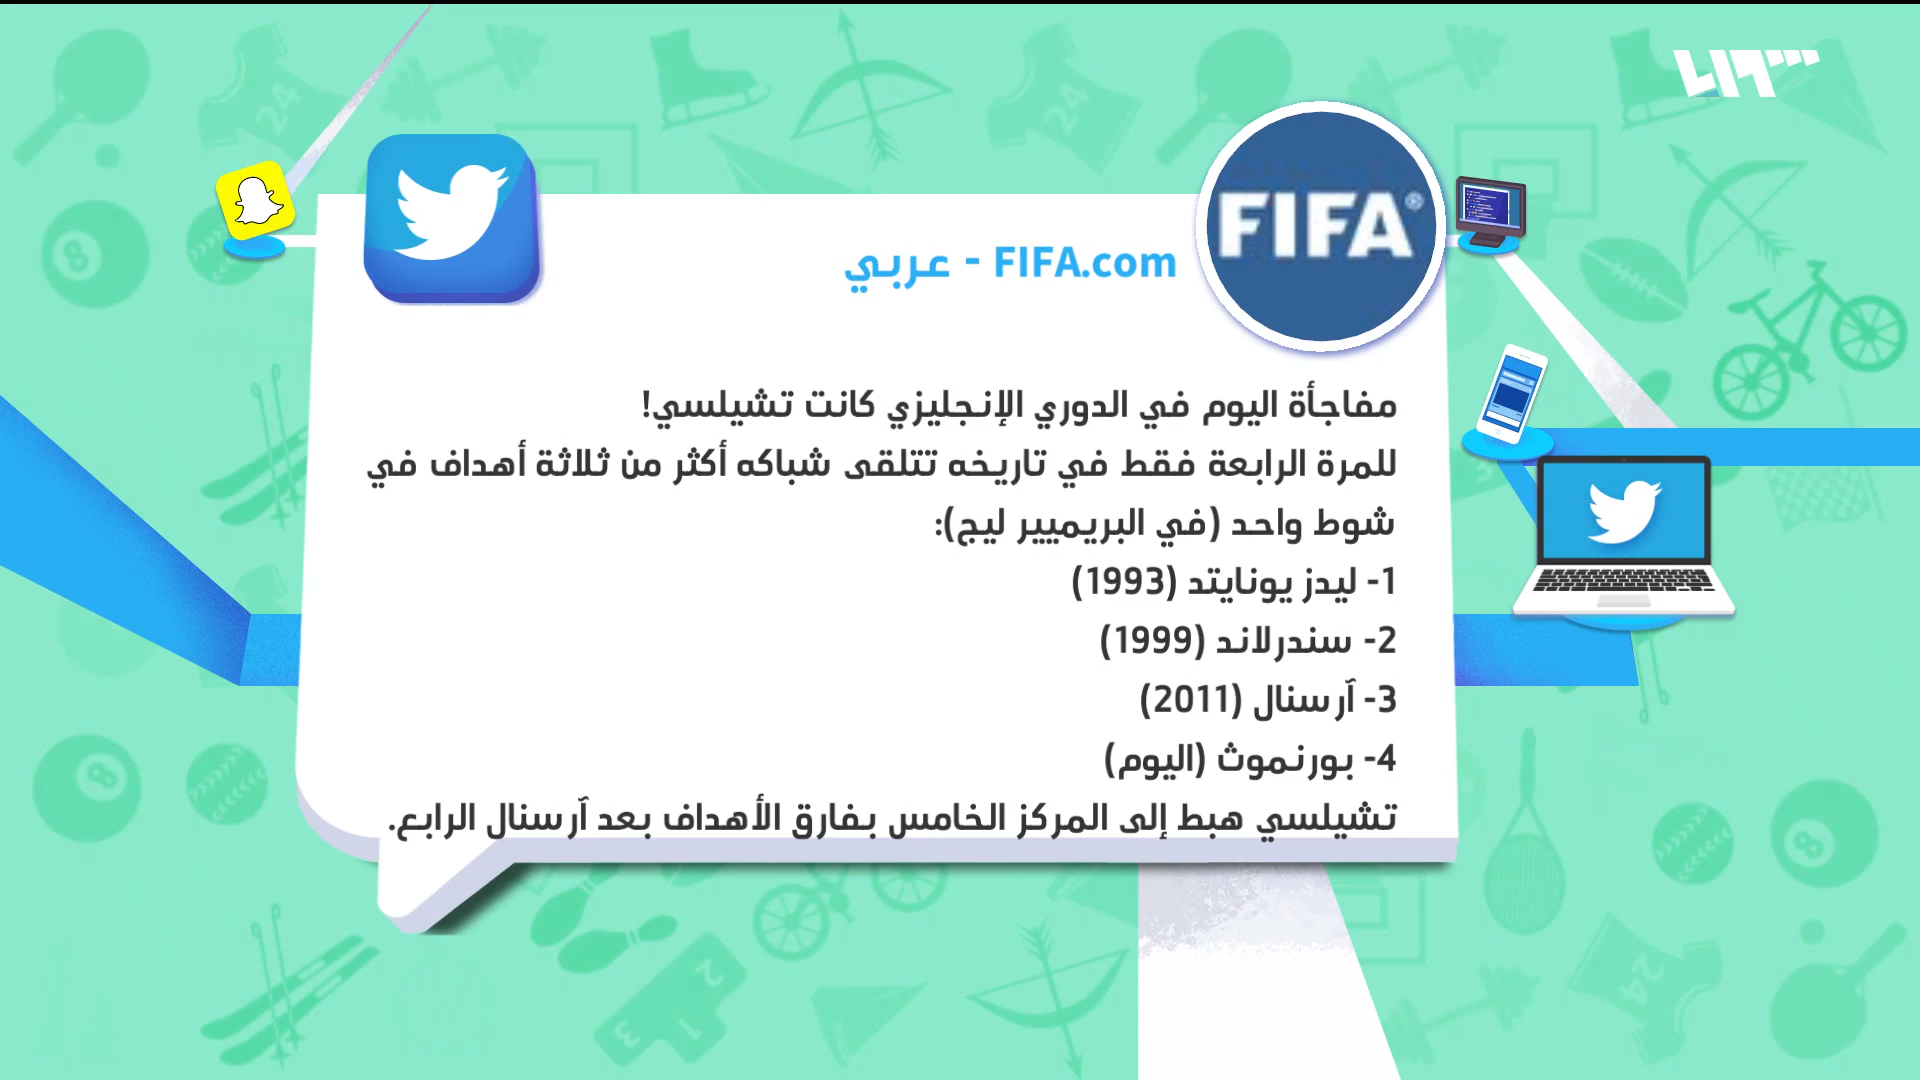 FIFA®
FIFA.com - عربي
مفاجأة اليوم في الدوري الإنجليزي كانت تشيلسي!
للمرة الرابعة فقط في تاريخه تتلقى شباكه أكثر من ثلاثة أهداف في
شوط واحد (في البريميير ليج):
1- ليدز يونايتد (1993)
2- سندرلاند (1999)
3- آرسنال (2011)
4- بورنموث (اليوم)
تشيلسي هبط إلى المركز الخامس بفارق الأهداف بعد آرسنال الرابع.